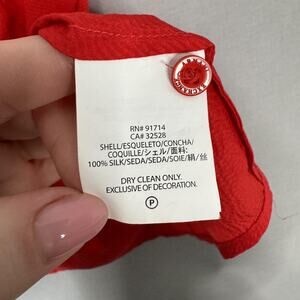 RN# 91714
CA# 32528
SHELL/ESQUELETO/CONCHA/
COQUILLE/シェル/面料:
100% SILK/SEDA/SEDA/SOIE/絹/丝
DRY CLEAN ONLY.
EXCLUSIVE OF DECORATION.
P